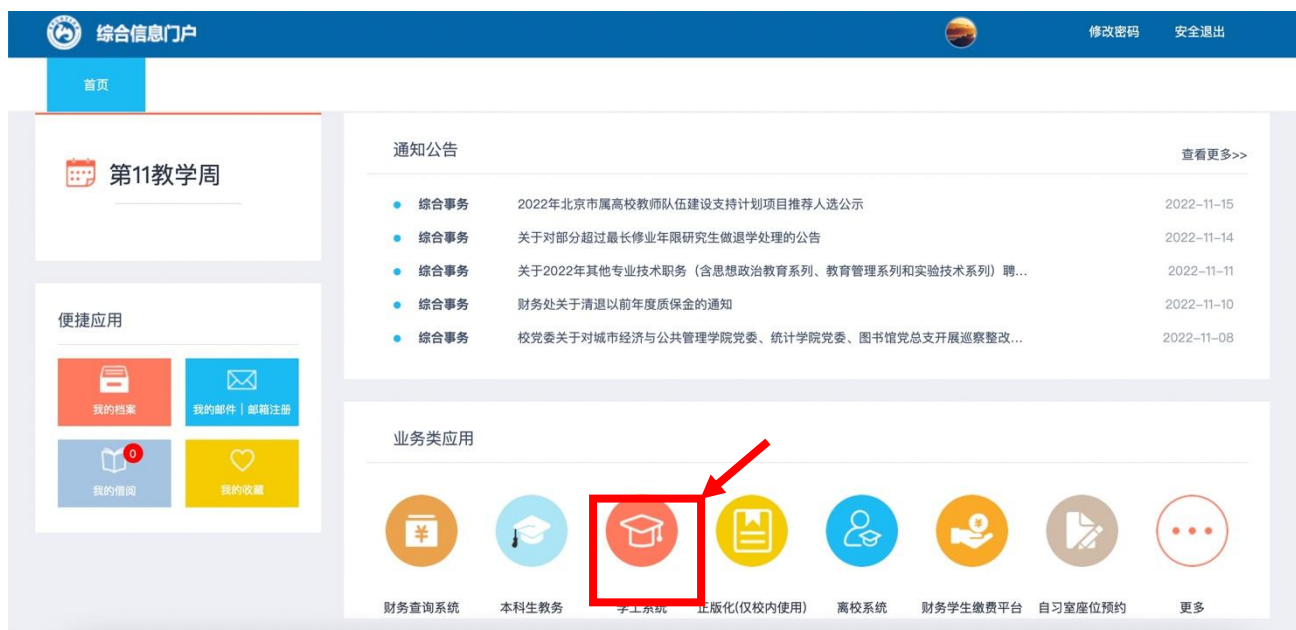 综合信息门户
修改密码 安全退出
首页
第11教学周
通知公告
查看更多>>
综合事务 2022年北京市属高校教师队伍建设支持计划项目推荐人选公示 2022-11-15
综合事务 关于对部分超过最长修业年限研究生做退学处理的公告 2022-11-14
综合事务 关于2022年其他专业技术职务（含思想政治教育系列、教育管理系列和实验技术系列）聘... 2022-11-11
综合事务 财务处关于清退以前年度质保金的通知 2022-11-10
综合事务 校党委关于对城市经济与公共管理学院党委、统计学院党委、图书馆党总支开展巡察整改... 2022-11-08
便捷应用
我的档案
我的邮件｜邮箱注册
0
我的借阅
我的收藏
业务类应用
财务查询系统 本科生教务 学工系统 正版化(仅校内使用) 离校系统 财务学生缴费平台 自习室座位预约 更多